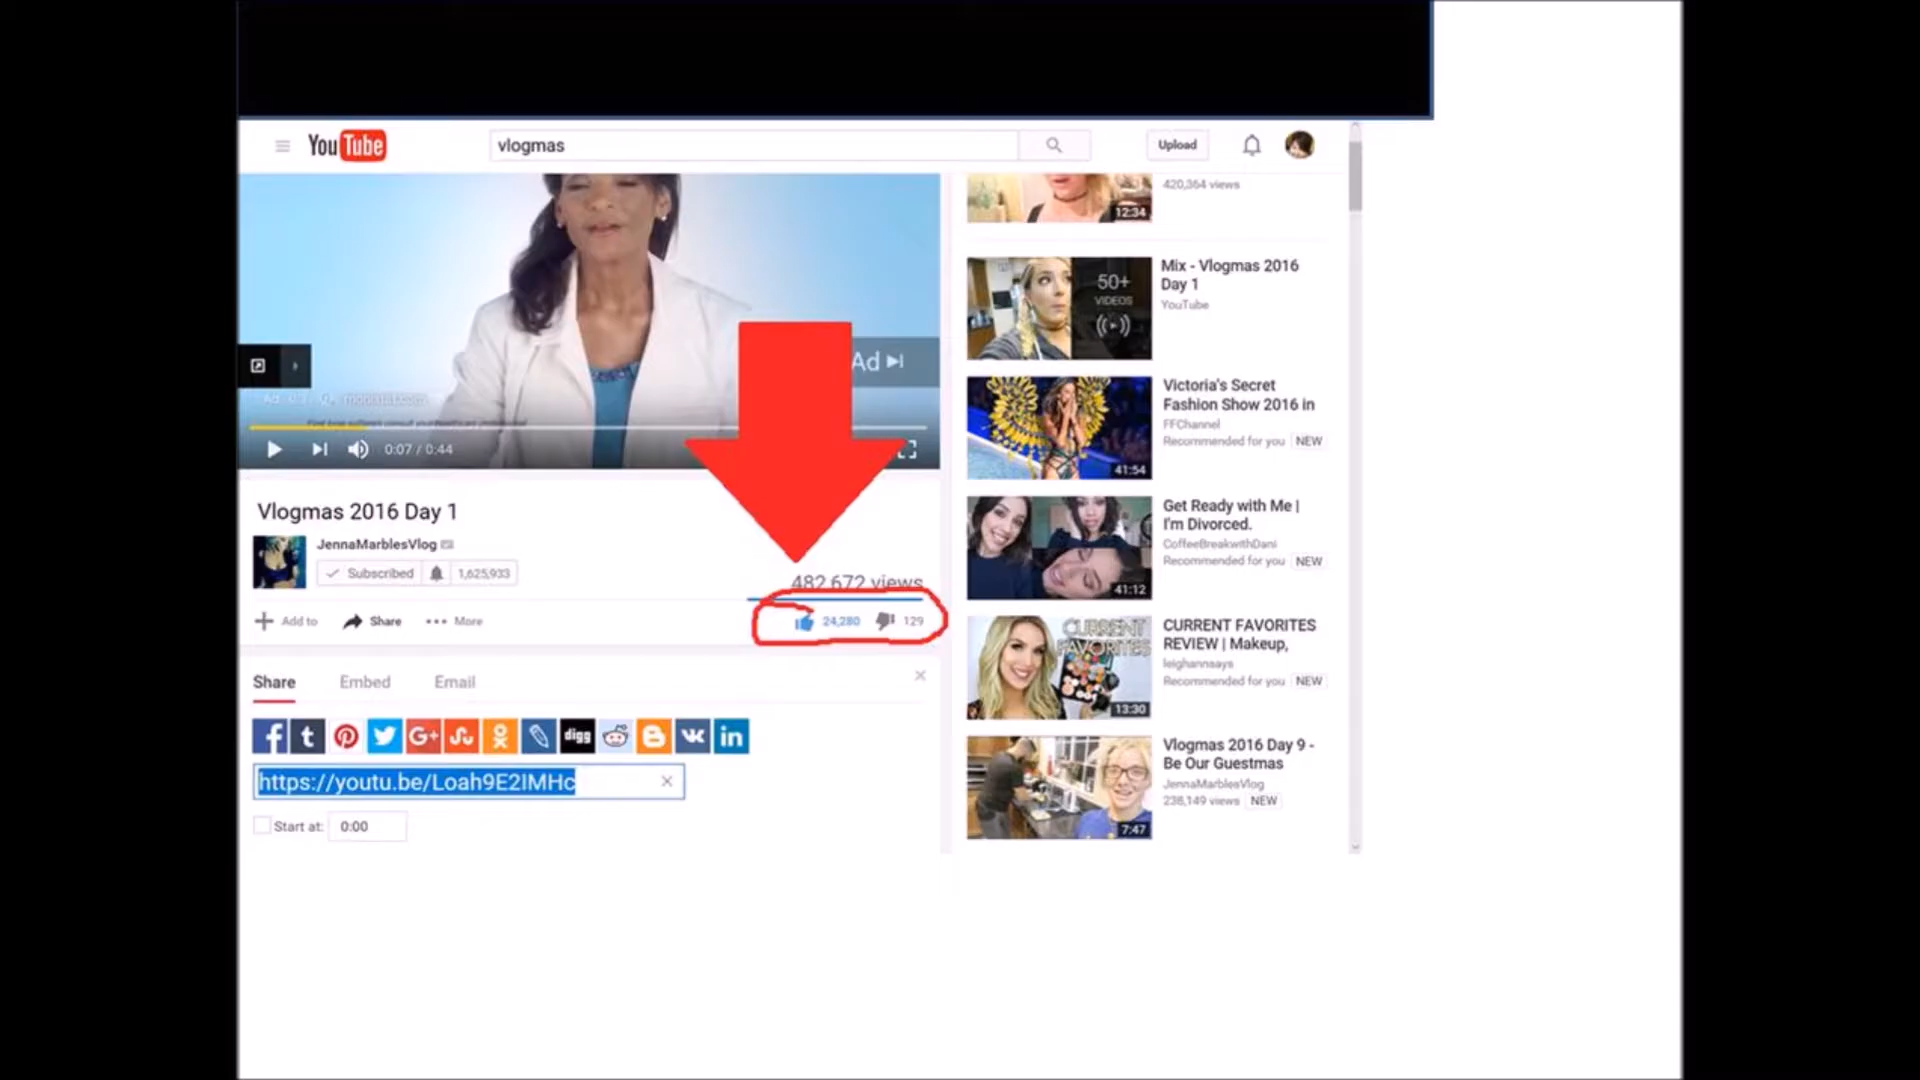 YouTube
vlogmas
Upload
420,364 views
12:34
Mix - Vlogmas 2016
Day 1
YouTube
50+
VIDEOS
Ad
0:07 / 0:44
Victoria's Secret
Fashion Show 2016 in
FFChannel
Recommended for you NEW
41:54
Vlogmas 2016 Day 1
JennaMarblesVlog
Subscribed 1,625,933
482,672 views
Add to Share More
24,280 129
Get Ready with Me |
I'm Divorced.
CoffeeBreakwithDani
Recommended for you NEW
41:12
Share Embed Email
f t G+ digg B in
https://youtu.be/Loah9E2IMHc
Start at: 0:00
CURRENT FAVORITES
CURRENT FAVORITES
REVIEW | Makeup,
leighannsays
Recommended for you NEW
13:30
Vlogmas 2016 Day 9 -
Be Our Guestmas
JennaMarblesVlog
238,149 views NEW
7:47